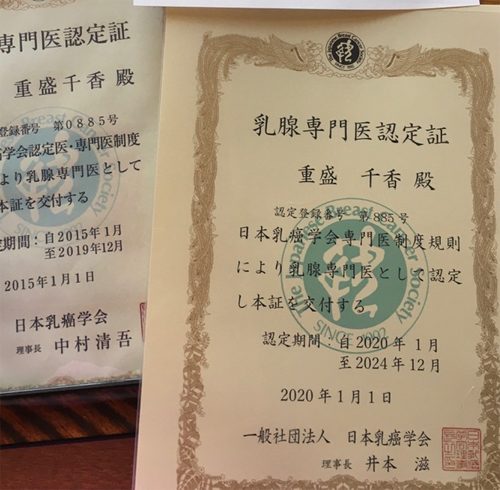 専門医認定証
重盛千香 殿
登録番号 第0885号
学会認定医・専門医制度
より乳腺専門医として
本証を交付する
定期間：自2015年1月
至2019年12月
2015年1月1日
日本乳癌学会
理事長 中村清吾
乳腺専門医認定証
重盛 千香 殿
認定登録番号 第885号
日本乳癌学会専門医制度規則
により乳腺専門医として認定
し本証を交付する
認定期間：自2020年1月
至2024年12月
2020年1月1日
一般社団法人 日本乳癌学会
理事長 井本 滋
The Japanese Breast Cancer Society
SINCE 1992